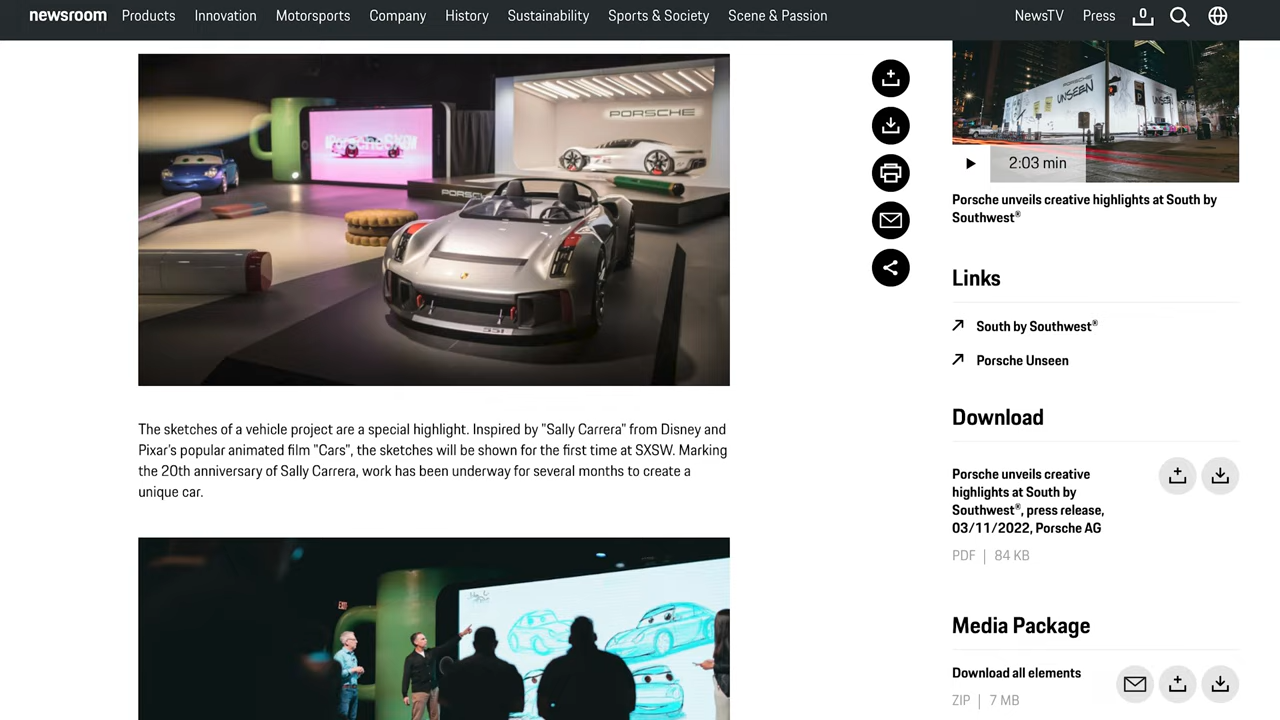 newsroom Products Innovation Motorsports Company History Sustainability Sports & Society Scene & Passion NewsTV Press 0
PORSCHE
#PorscheSXSW
PORSCHE
PORSCHE
UNSEEN
2:03 min
Porsche unveils creative highlights at South by
Southwest®
Links
South by Southwest®
Porsche Unseen
The sketches of a vehicle project are a special highlight. Inspired by "Sally Carrera" from Disney and
Pixar's popular animated film "Cars", the sketches will be shown for the first time at SXSW. Marking
the 20th anniversary of Sally Carrera, work has been underway for several months to create a
unique car.
Download
Porsche unveils creative
highlights at South by
Southwest®, press release,
03/11/2022, Porsche AG
PDF | 84 KB
Media Package
Download all elements
ZIP | 7 MB